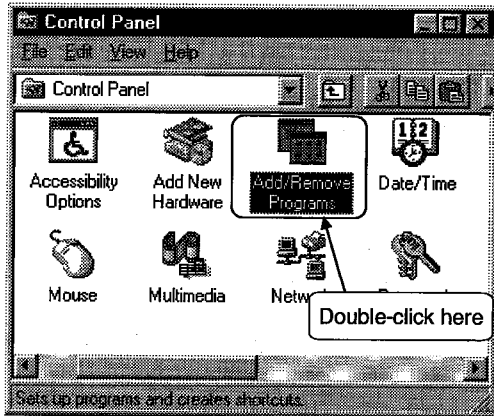 Control Panel
File Edit View Help
Control Panel
Accessibility Options
Add New Hardware
Add/Remove Programs
Date/Time
Mouse
Multimedia
Double-click here
Sets up programs and creates shortcuts.